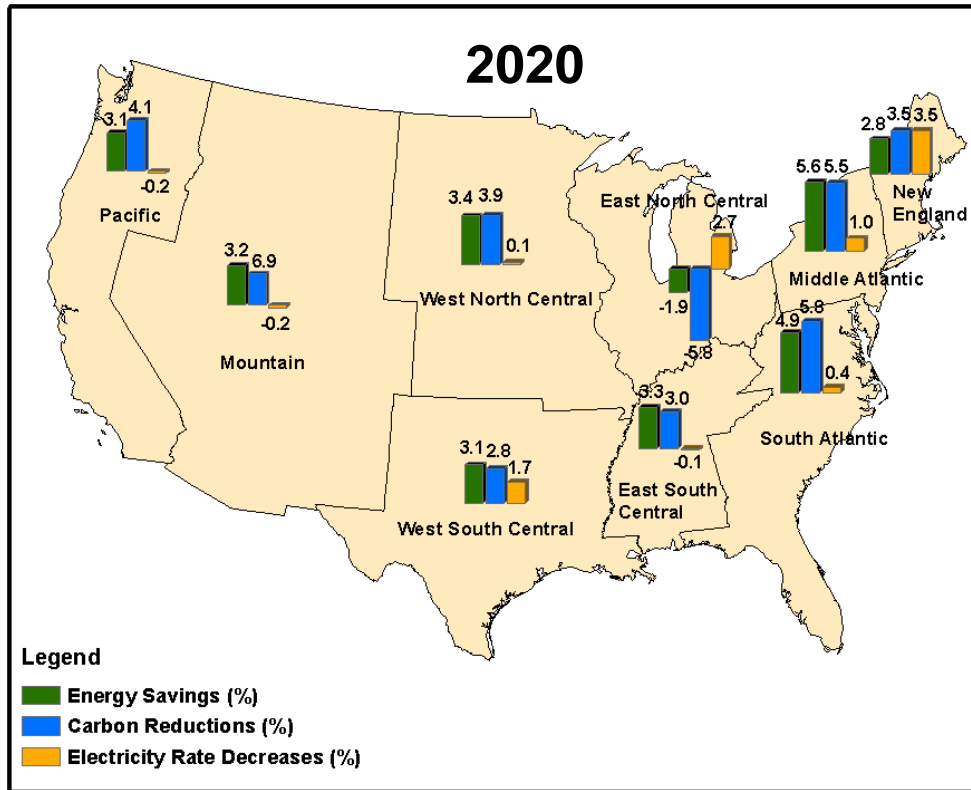 2020
3.1 4.1
-0.2
Pacific
3.2 6.9
-0.2
Mountain
3.4 3.9
0.1
West North Central
East North Central
2.7
-1.9
-5.8
2.8 3.5 3.5
New
England
5.6 5.5
1.0
Middle Atlantic
4.9 5.8
0.4
South Atlantic
3.3 3.0
-0.1
East South
Central
3.1 2.8
1.7
West South Central
Legend
Energy Savings (%)
Carbon Reductions (%)
Electricity Rate Decreases (%)